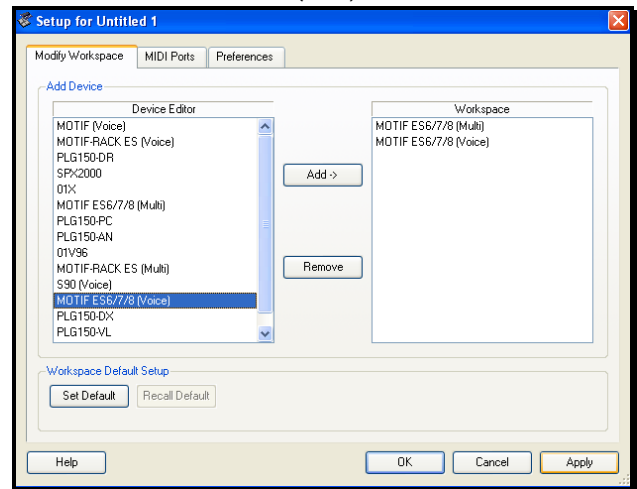 Setup for Untitled 1
Modify Workspace MIDI Ports Preferences
Add Device
Device Editor
MOTIF (Voice)
MOTIF-RACK ES (Voice)
PLG150-DR
SPX2000
01X
MOTIF ES6/7/8 (Multi)
PLG150-PC
PLG150-AN
01V96
MOTIF-RACK ES (Multi)
S90 (Voice)
MOTIF ES6/7/8 (Voice)
PLG150-DX
PLG150-VL
Add ->
Remove
Workspace
MOTIF ES6/7/8 (Multi)
MOTIF ES6/7/8 (Voice)
Workspace Default Setup
Set Default Recall Default
Help OK Cancel Apply